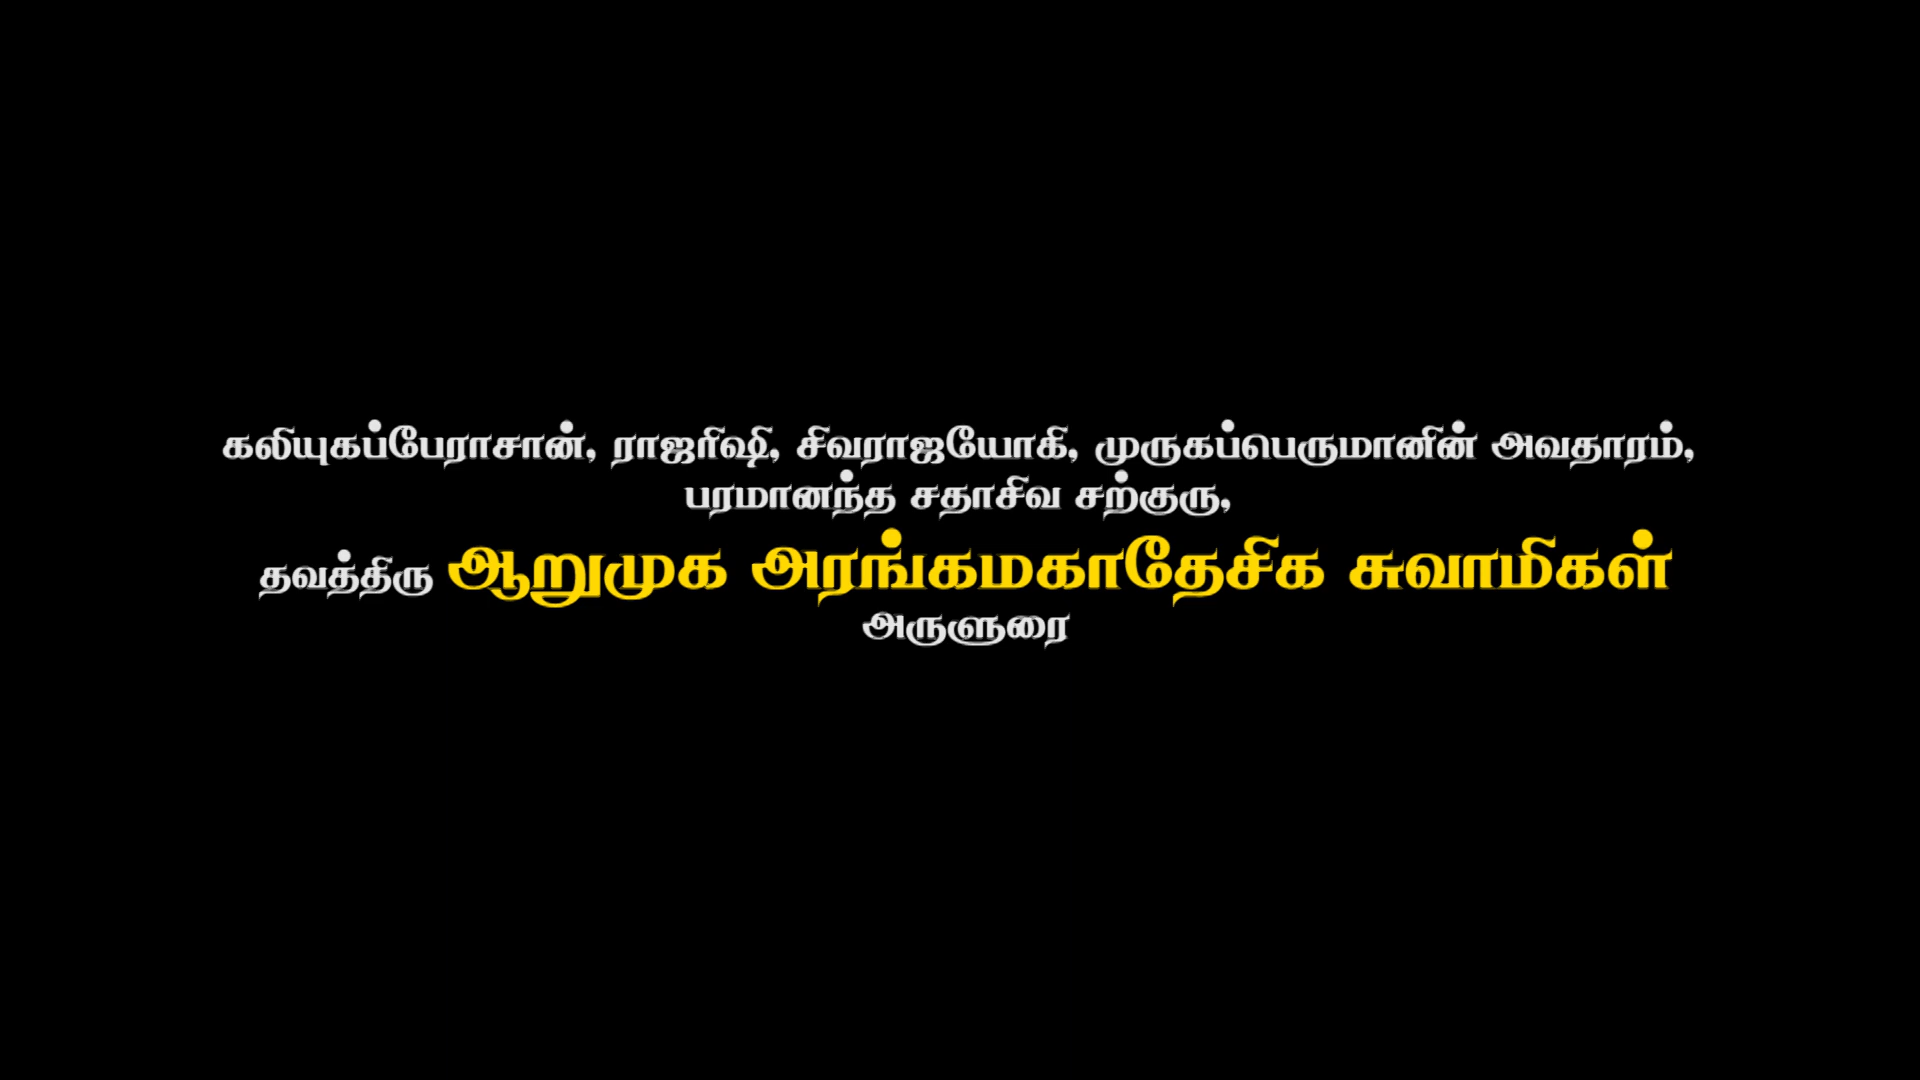 கலியுகப்பேராசான், ராஜரிஷி, சிவராஜயோகி, முருகப்பெருமானின் அவதாரம்,
பரமானந்த சதாசிவ சற்குரு,
தவத்திரு ஆறுமுக அரங்கமகாதேசிக சுவாமிகள்
அருளுரை